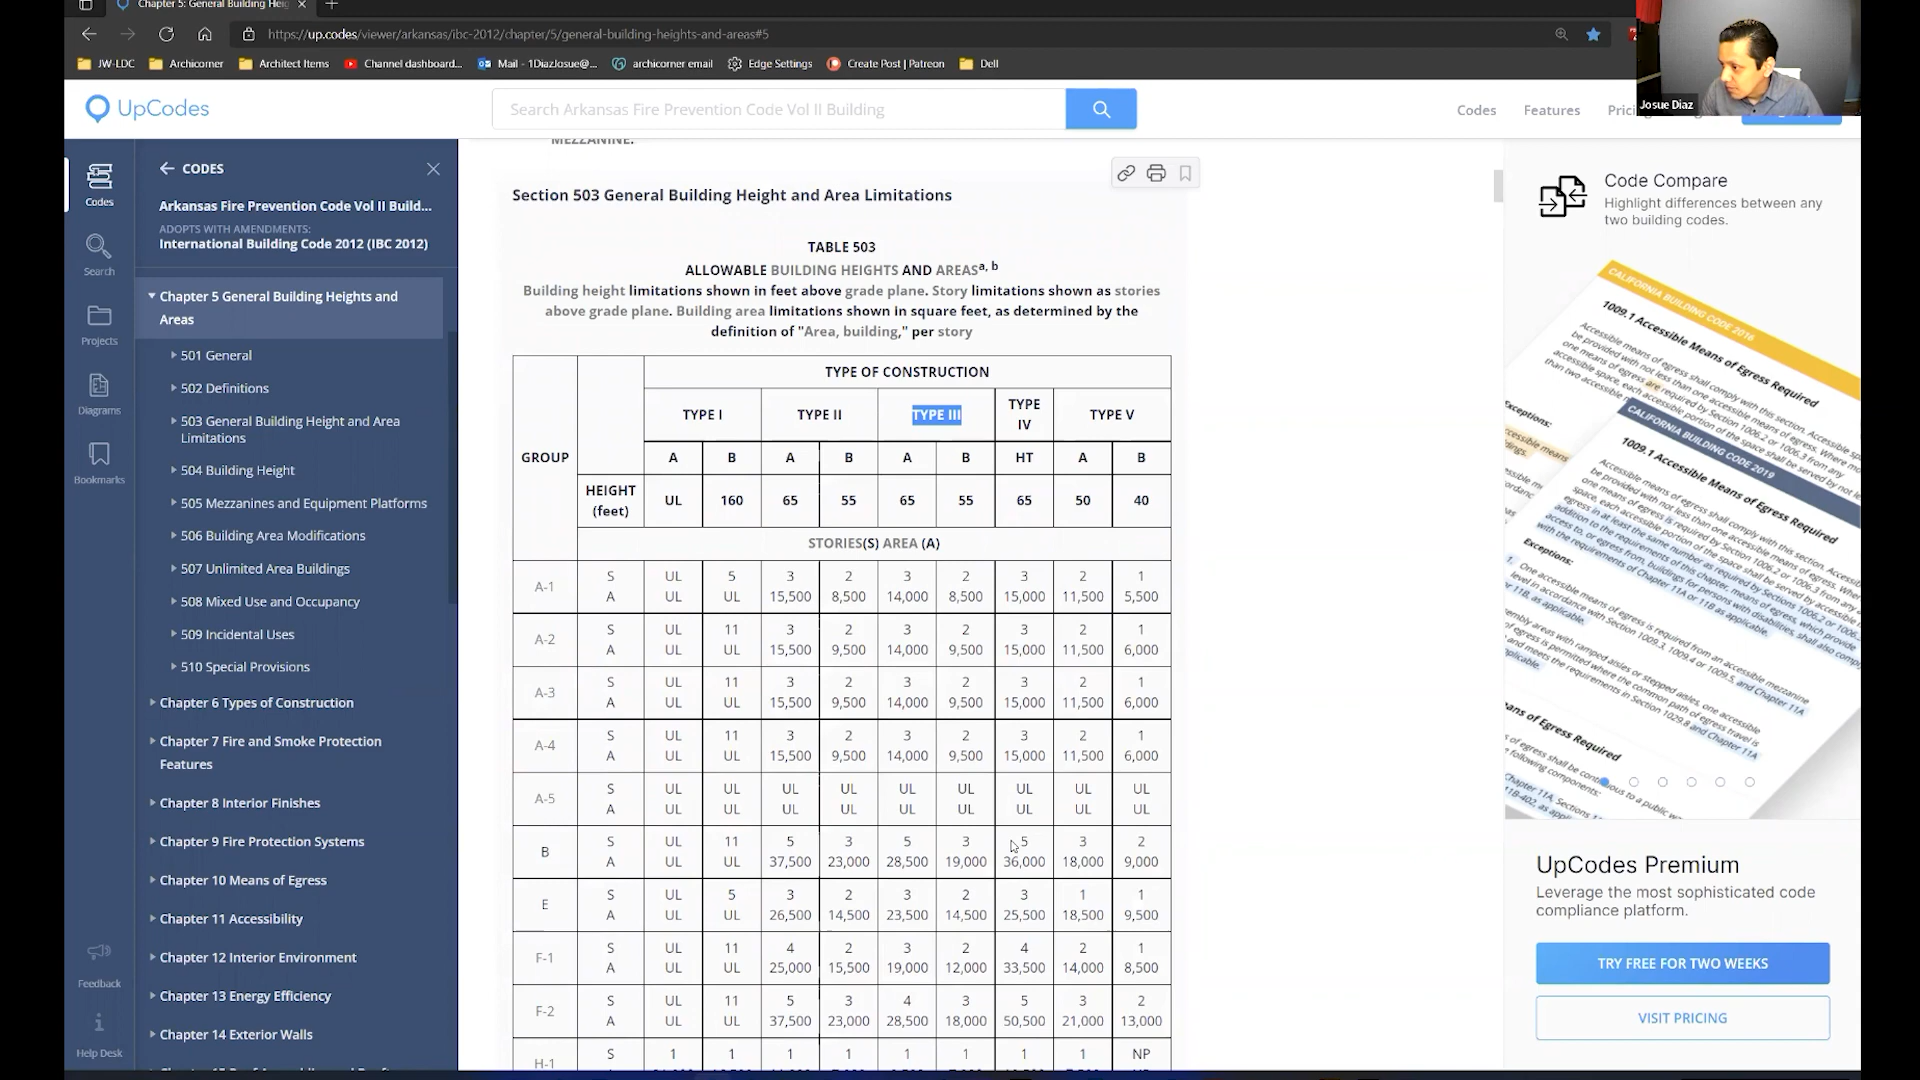 Chapter 5: General Building Heig
https://up.codes/viewer/arkansas/ibc-2012/chapter/5/general-building-heights-and-areas#5
JW-LDC Archicorner Architect Items Channel dashboard... Mail - 1DiazJosue@... archicorner email Edge Settings Create Post | Patreon Dell
Josue Diaz
UpCodes
Search Arkansas Fire Prevention Code Vol II Building
Codes Features
Codes
Search
Projects
Diagrams
Bookmarks
Feedback
Help Desk
CODES
Arkansas Fire Prevention Code Vol II Build...
ADOPTS WITH AMENDMENTS:
International Building Code 2012 (IBC 2012)
Chapter 5 General Building Heights and
Areas
501 General
502 Definitions
503 General Building Height and Area
Limitations
504 Building Height
505 Mezzanines and Equipment Platforms
506 Building Area Modifications
507 Unlimited Area Buildings
508 Mixed Use and Occupancy
509 Incidental Uses
510 Special Provisions
Chapter 6 Types of Construction
Chapter 7 Fire and Smoke Protection
Features
Chapter 8 Interior Finishes
Chapter 9 Fire Protection Systems
Chapter 10 Means of Egress
Chapter 11 Accessibility
Chapter 12 Interior Environment
Chapter 13 Energy Efficiency
Chapter 14 Exterior Walls
MEZZANINE.
Section 503 General Building Height and Area Limitations
TABLE 503
ALLOWABLE BUILDING HEIGHTS AND AREASa, b
Building height limitations shown in feet above grade plane. Story limitations shown as stories
above grade plane. Building area limitations shown in square feet, as determined by the
definition of "Area, building," per story
TYPE OF CONSTRUCTION
TYPE I TYPE II TYPE III TYPE IV TYPE V
GROUP A B A B A B HT A B
HEIGHT (feet) UL 160 65 55 65 55 65 50 40
STORIES(S) AREA (A)
A-1 S UL 5 3 2 3 2 3 2 1
A UL UL 15,500 8,500 14,000 8,500 15,000 11,500 5,500
A-2 S UL 11 3 2 3 2 3 2 1
A UL UL 15,500 9,500 14,000 9,500 15,000 11,500 6,000
A-3 S UL 11 3 2 3 2 3 2 1
A UL UL 15,500 9,500 14,000 9,500 15,000 11,500 6,000
A-4 S UL 11 3 2 3 2 3 2 1
A UL UL 15,500 9,500 14,000 9,500 15,000 11,500 6,000
A-5 S UL UL UL UL UL UL UL UL UL
A UL UL UL UL UL UL UL UL UL
B S UL 11 5 3 5 3 5 3 2
A UL UL 37,500 23,000 28,500 19,000 36,000 18,000 9,000
E S UL 5 3 2 3 2 3 1 1
A UL UL 26,500 14,500 23,500 14,500 25,500 18,500 9,500
F-1 S UL 11 4 2 3 2 4 2 1
A UL UL 25,000 15,500 19,000 12,000 33,500 14,000 8,500
F-2 S UL 11 5 3 4 3 5 3 2
A UL UL 37,500 23,000 28,500 18,000 50,500 21,000 13,000
H-1 S 1 1 1 1 1 1 1 1 NP
Code Compare
Highlight differences between any
two building codes.
CALIFORNIA BUILDING CODE 2016
1009.1 Accessible Means of Egress Required
CALIFORNIA BUILDING CODE 2019
1009.1 Accessible Means of Egress Required
Exceptions:
UpCodes Premium
Leverage the most sophisticated code
compliance platform.
TRY FREE FOR TWO WEEKS
VISIT PRICING